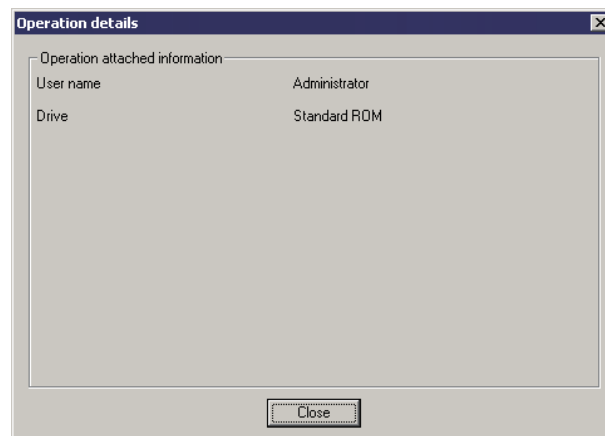 Operation details
Operation attached information
User name Administrator
Drive Standard ROM
Close